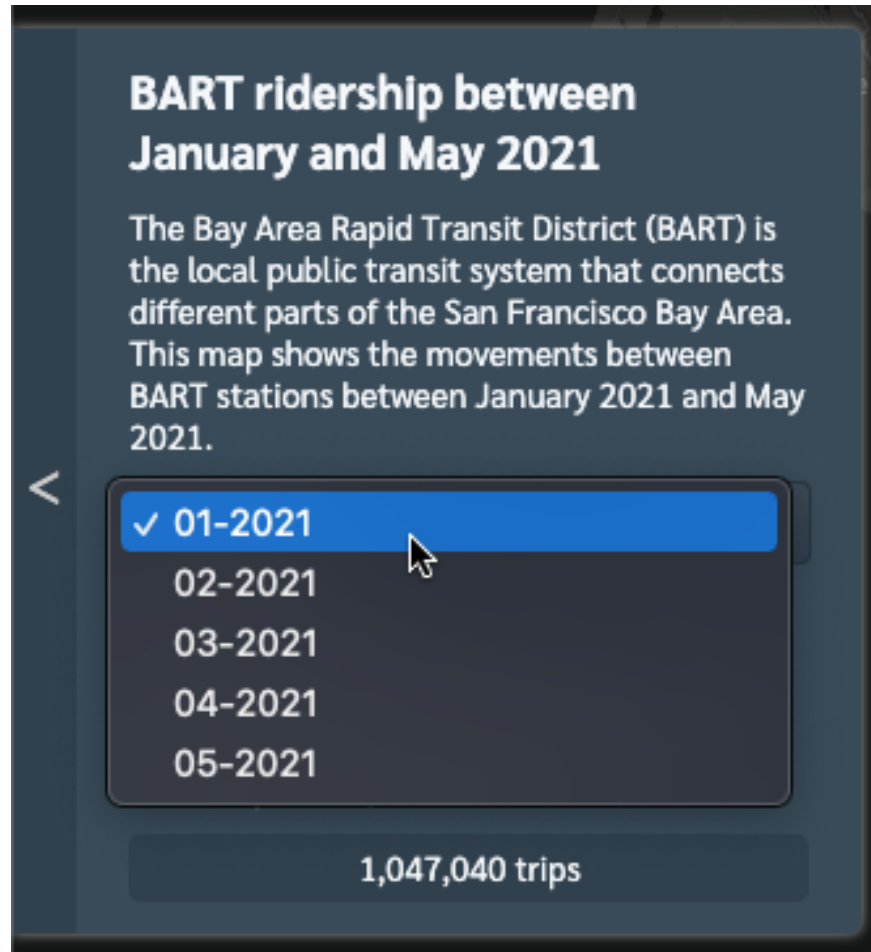 BART ridership between
January and May 2021
The Bay Area Rapid Transit District (BART) is
the local public transit system that connects
different parts of the San Francisco Bay Area.
This map shows the movements between
BART stations between January 2021 and May
2021.
<
✓ 01-2021
02-2021
03-2021
04-2021
05-2021
1,047,040 trips